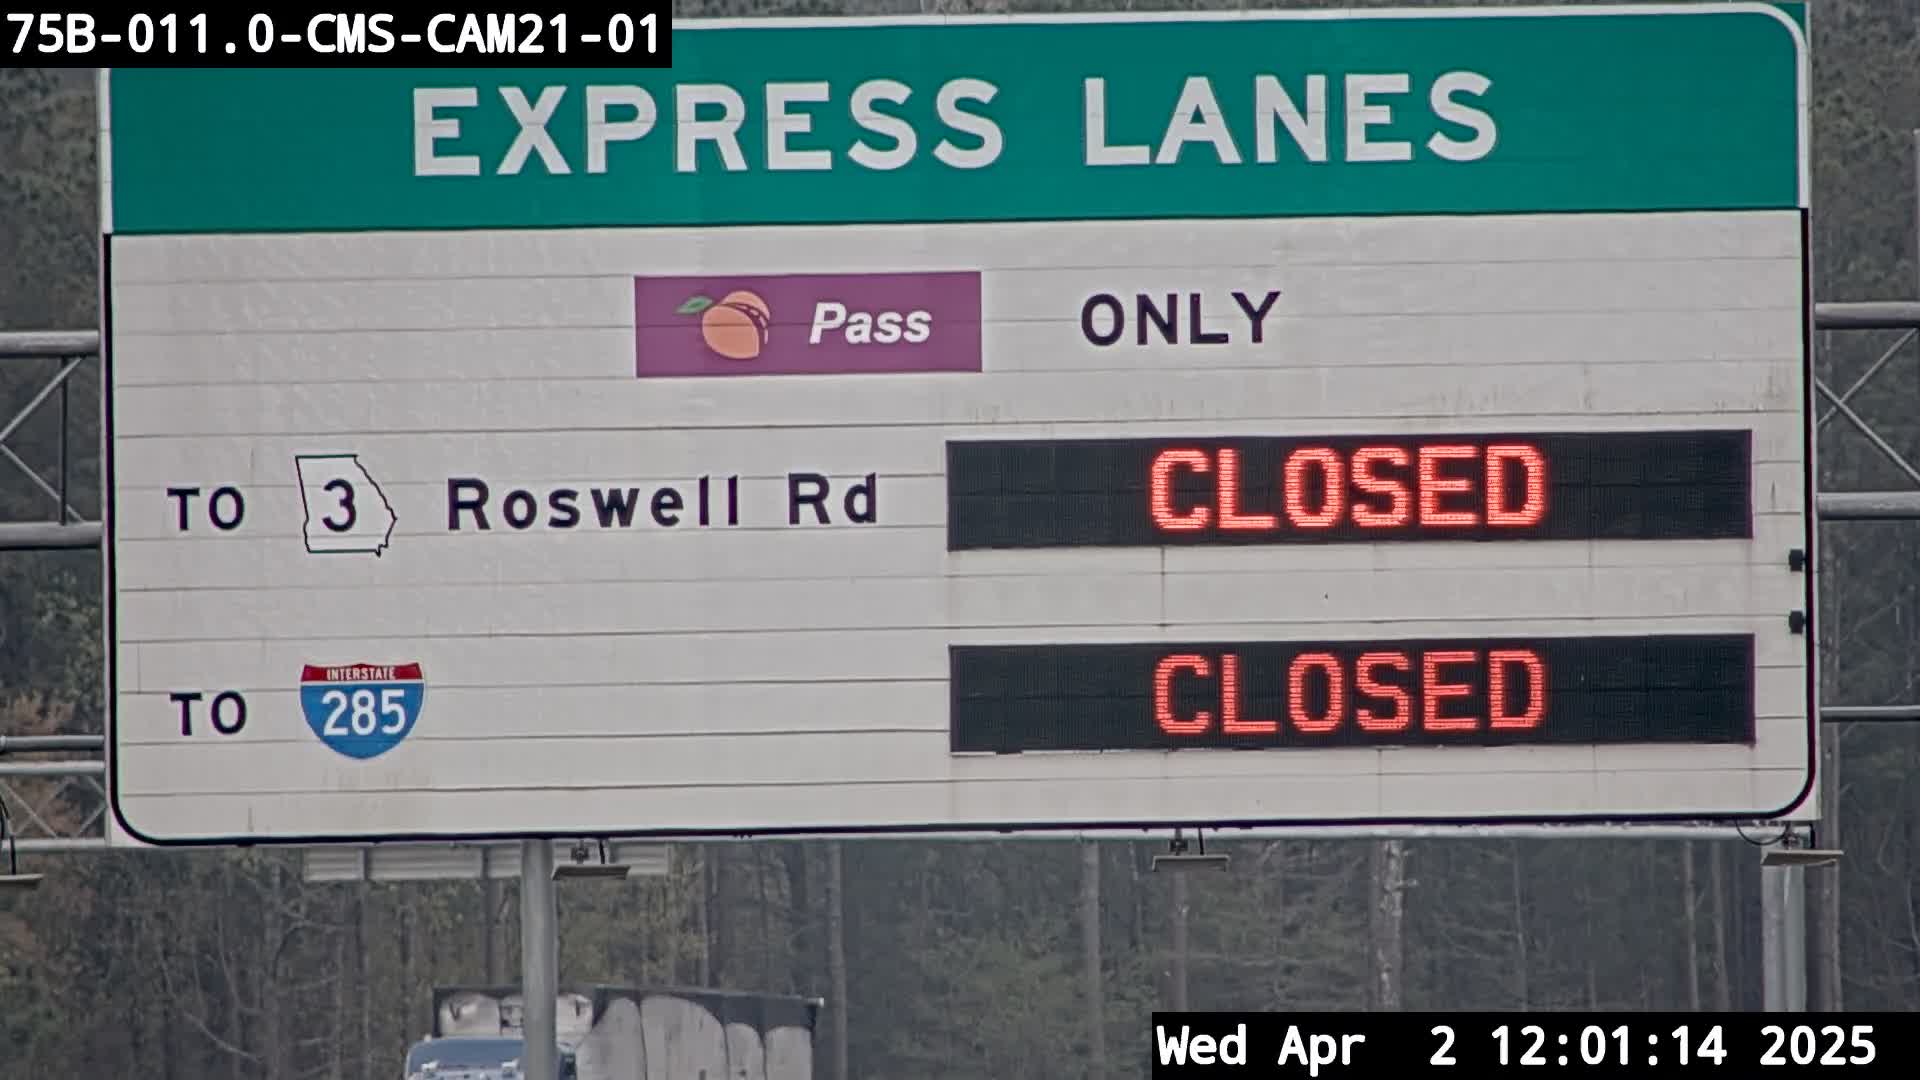 75B-011.0-CMS-CAM21-01
EXPRESS LANES
Pass ONLY
TO 3 Roswell Rd CLOSED
TO INTERSTATE 285 CLOSED
Wed Apr 2 12:01:14 2025